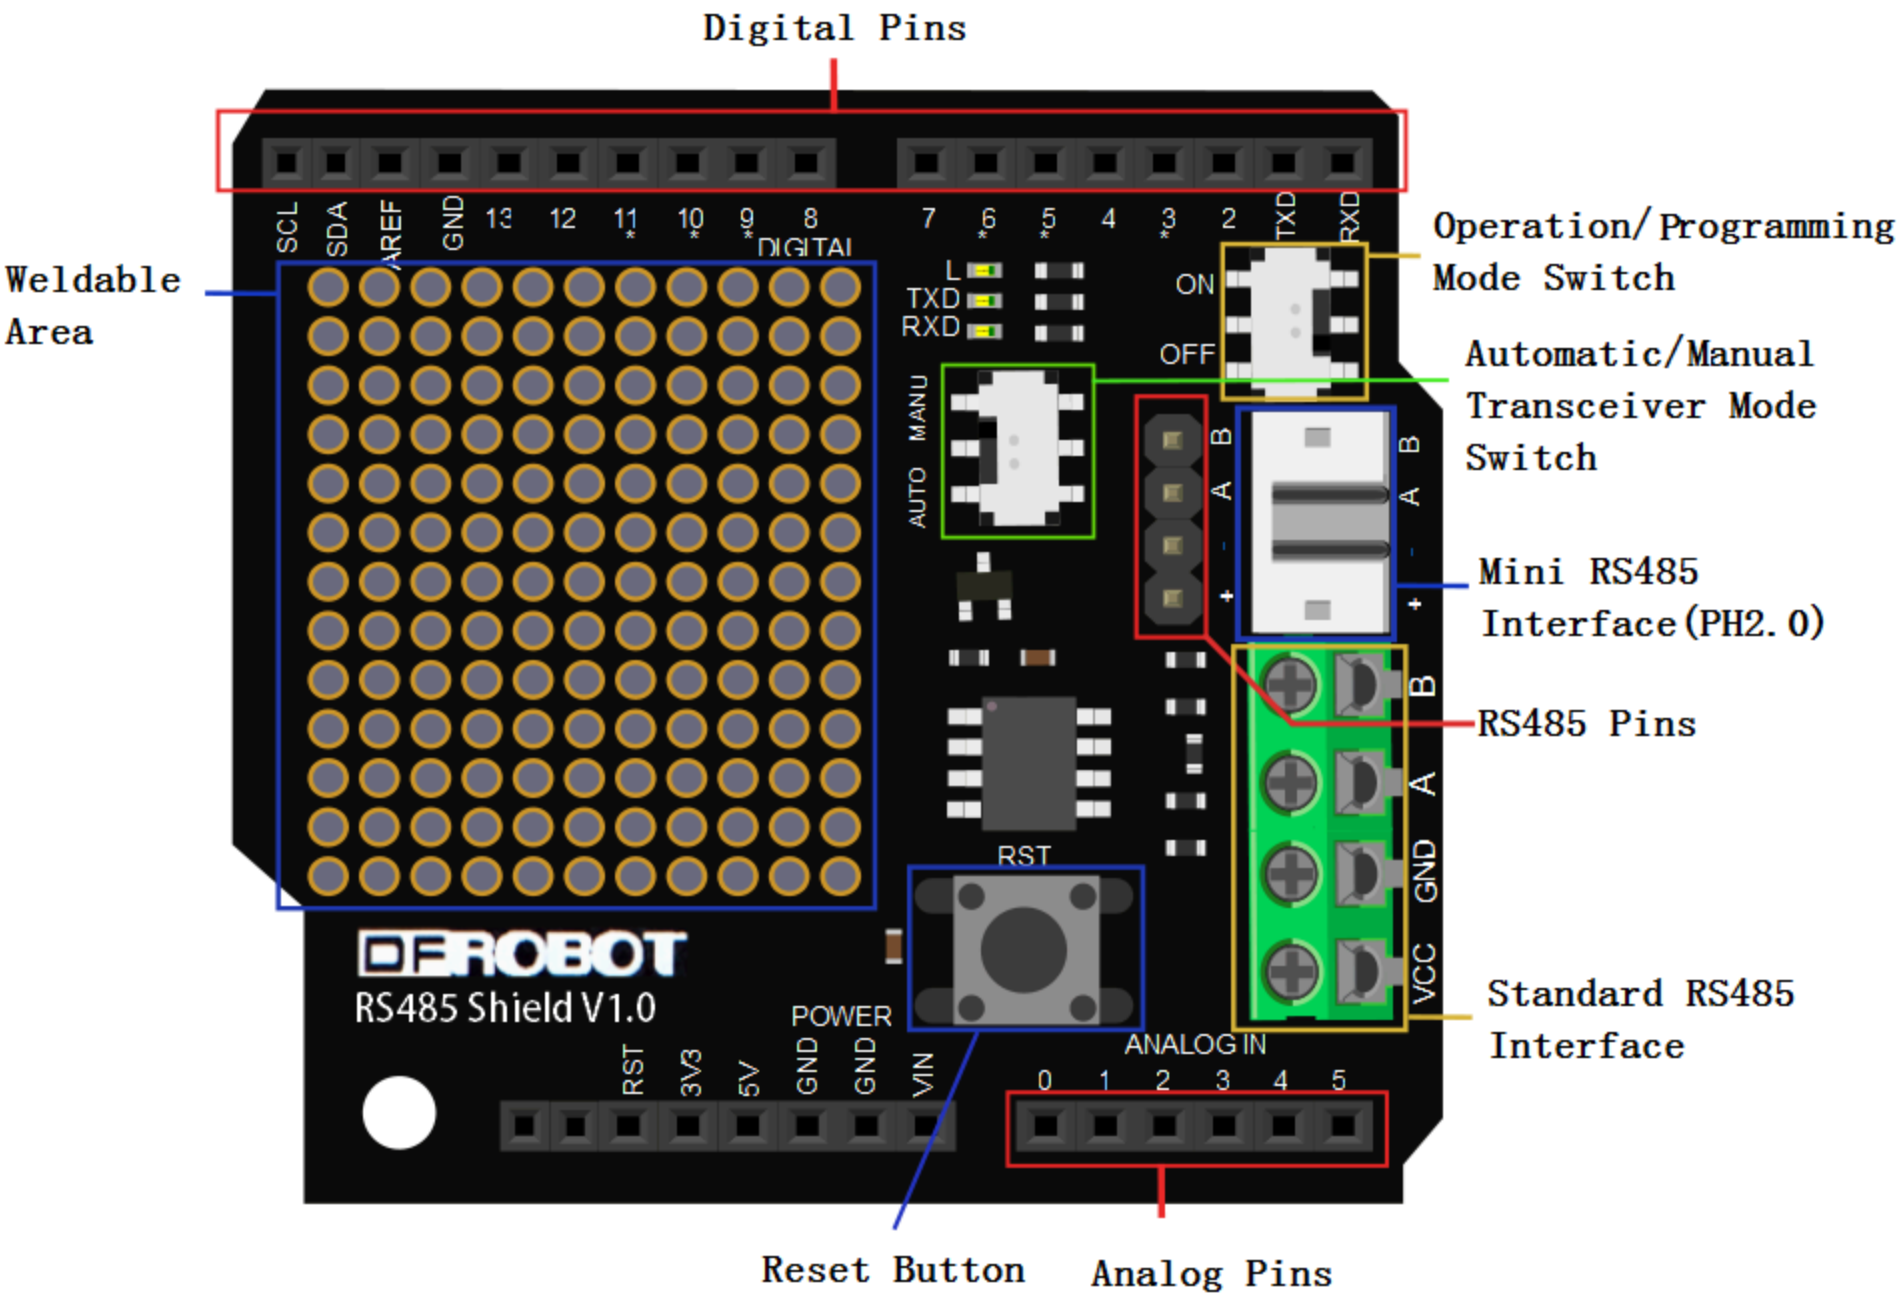 Digital Pins
SCL SDA AREF GND 13 12 11* 10* 9* 8 7 *6 *5 4 *3 2 TXD RXD
DIGITAL
Operation/Programming
Mode Switch
Weldable
Area
L
TXD
RXD
ON
OFF
Automatic/Manual
Transceiver Mode
Switch
MANU
AUTO
B
A
-
+
B
A
-
+
Mini RS485
Interface(PH2.0)
RS485 Pins
B
A
GND
VCC
RST
DFROBOT
RS485 Shield V1.0
Standard RS485
Interface
POWER
RST 3V3 5V GND GND VIN
ANALOG IN
0 1 2 3 4 5
Reset Button
Analog Pins